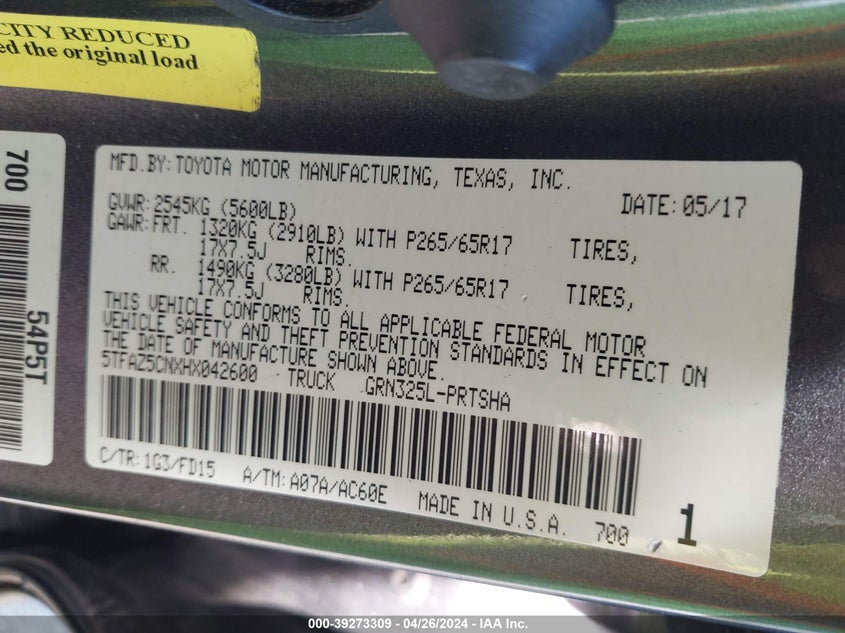 CITY REDUCED
ed the original load
700
54P5T
MFD.BY:TOYOTA MOTOR MANUFACTURING, TEXAS, INC.
GVWR:2545KG (5600LB) DATE:05/17
GAWR:FRT. 1320KG (2910LB) WITH P265/65R17 TIRES,
17X7.5J RIMS.
RR. 1490KG (3280LB) WITH P265/65R17 TIRES,
17X7.5J RIMS.
THIS VEHICLE CONFORMS TO ALL APPLICABLE FEDERAL MOTOR
VEHICLE SAFETY AND THEFT PREVENTION STANDARDS IN EFFECT ON
THE DATE OF MANUFACTURE SHOWN ABOVE.
5TFAZ5CNXHX042600 TRUCK GRN325L-PRTSHA
C/TR:1G3/FD15 A/TM:A07A/AC60E MADE IN U.S.A. 700 1
000-39273309 | 04/26/2024 | IAA Inc.